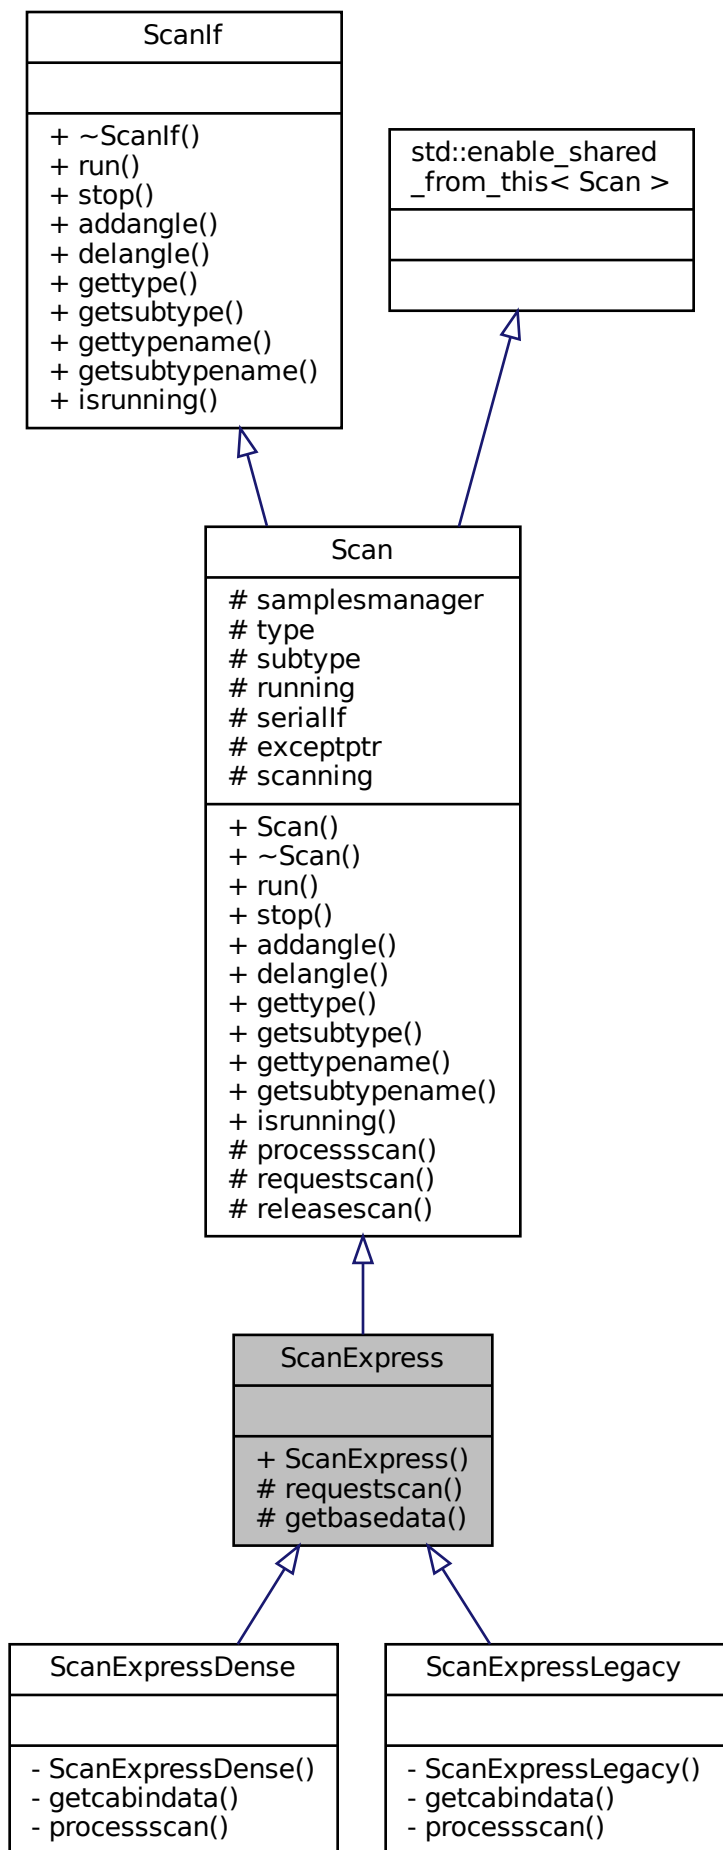 ScanIf
+ ~ScanIf()
+ run()
+ stop()
+ addangle()
+ delangle()
+ gettype()
+ getsubtype()
+ gettypename()
+ getsubtypename()
+ isrunning()
std::enable_shared
_from_this< Scan >
Scan
# samplesmanager
# type
# subtype
# running
# serialIf
# exceptptr
# scanning
+ Scan()
+ ~Scan()
+ run()
+ stop()
+ addangle()
+ delangle()
+ gettype()
+ getsubtype()
+ gettypename()
+ getsubtypename()
+ isrunning()
# processscan()
# requestscan()
# releasescan()
ScanExpress
+ ScanExpress()
# requestscan()
# getbasedata()
ScanExpressDense
- ScanExpressDense()
- getcabindata()
- processscan()
ScanExpressLegacy
- ScanExpressLegacy()
- getcabindata()
- processscan()